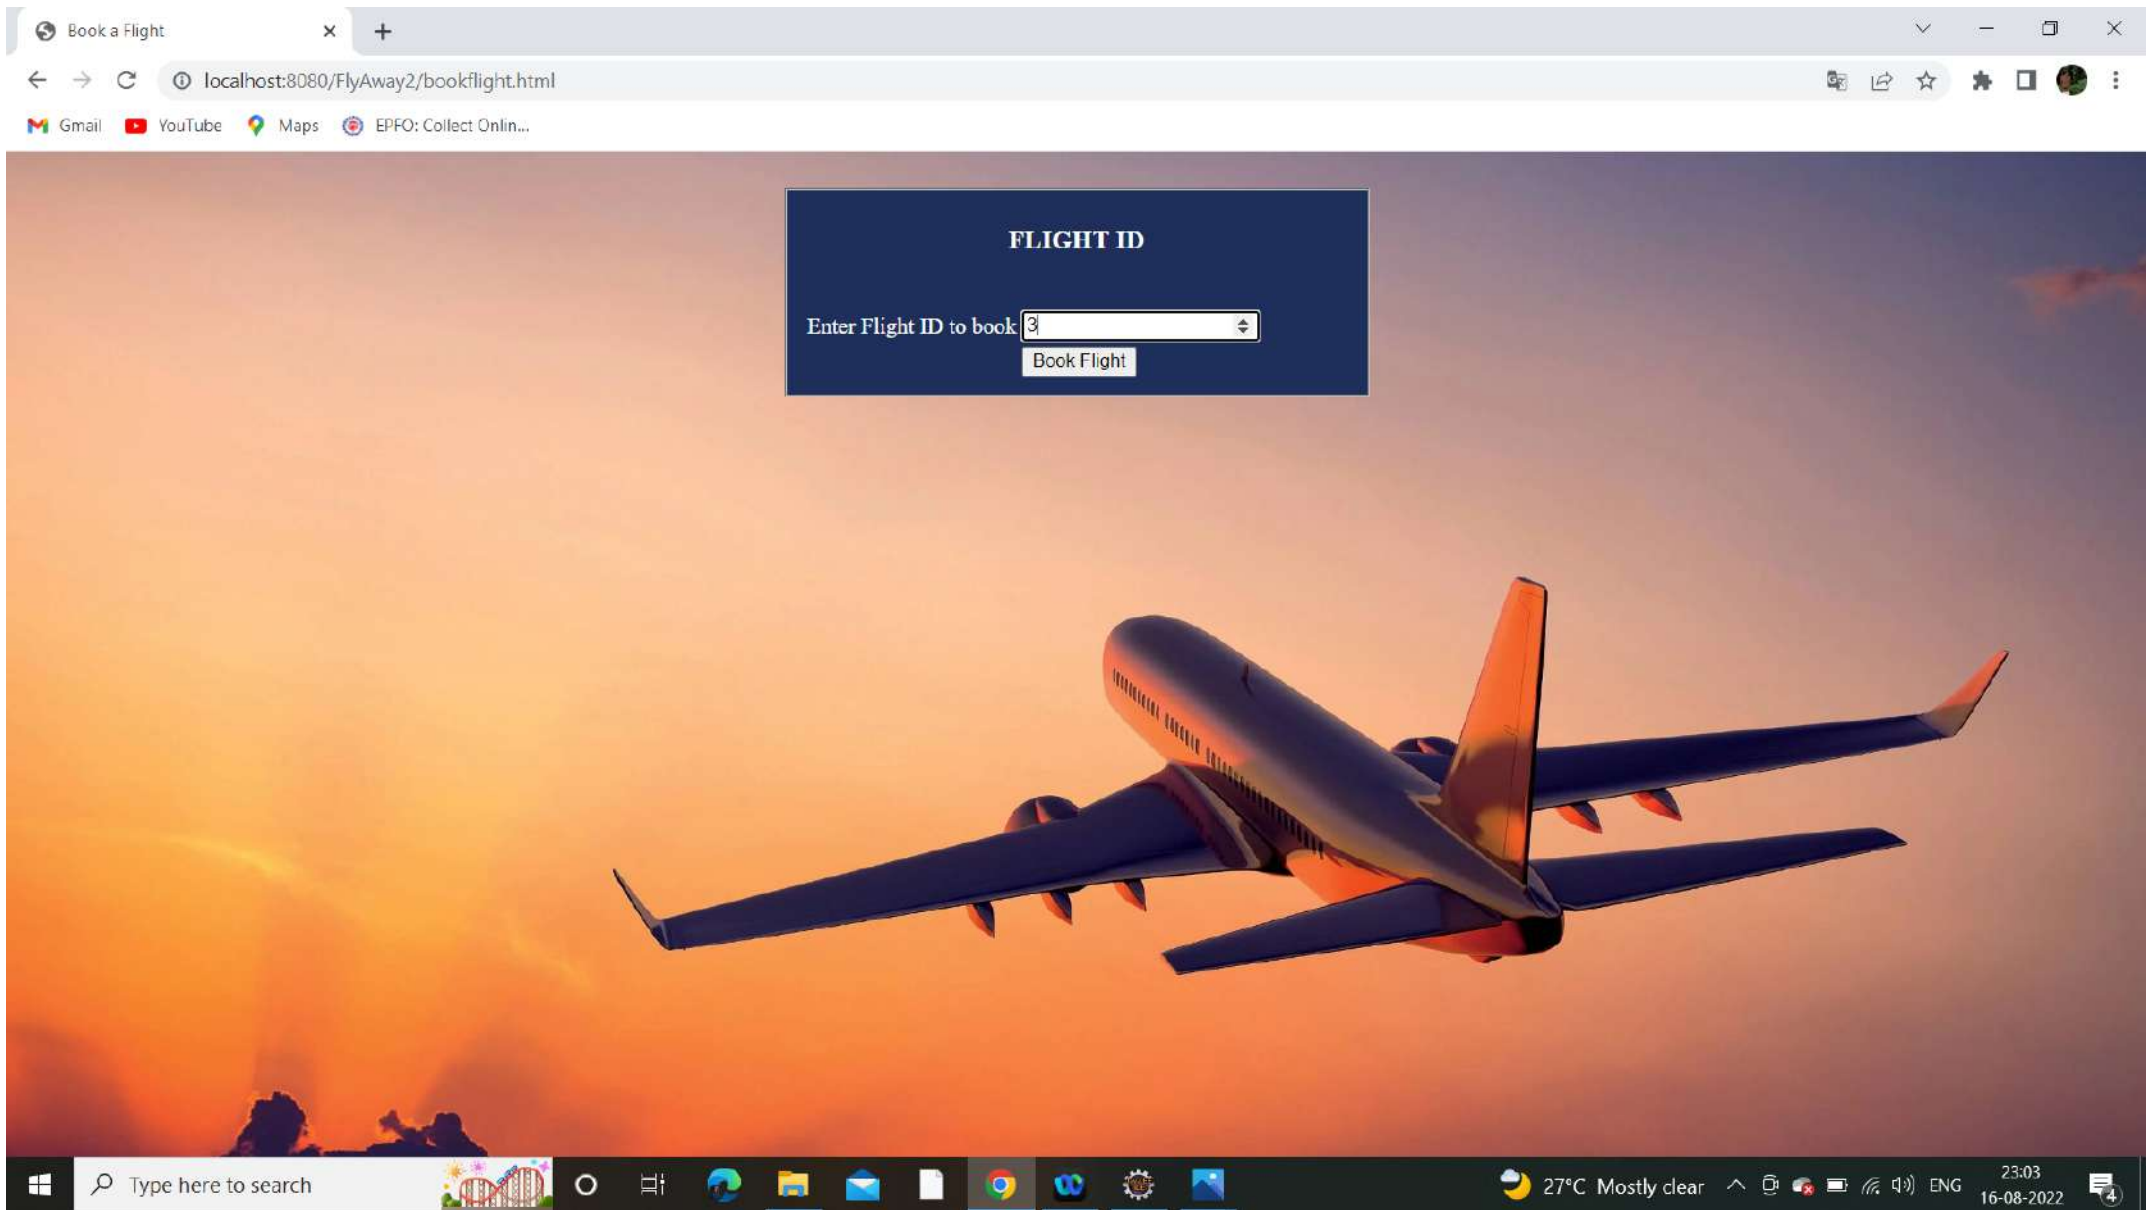 Book a Flight
localhost:8080/FlyAway2/bookflight.html
Gmail YouTube Maps EPFO: Collect Onlin...
FLIGHT ID
Enter Flight ID to book 3
Book Flight
Type here to search
27°C Mostly clear
ENG
23:03
16-08-2022
4